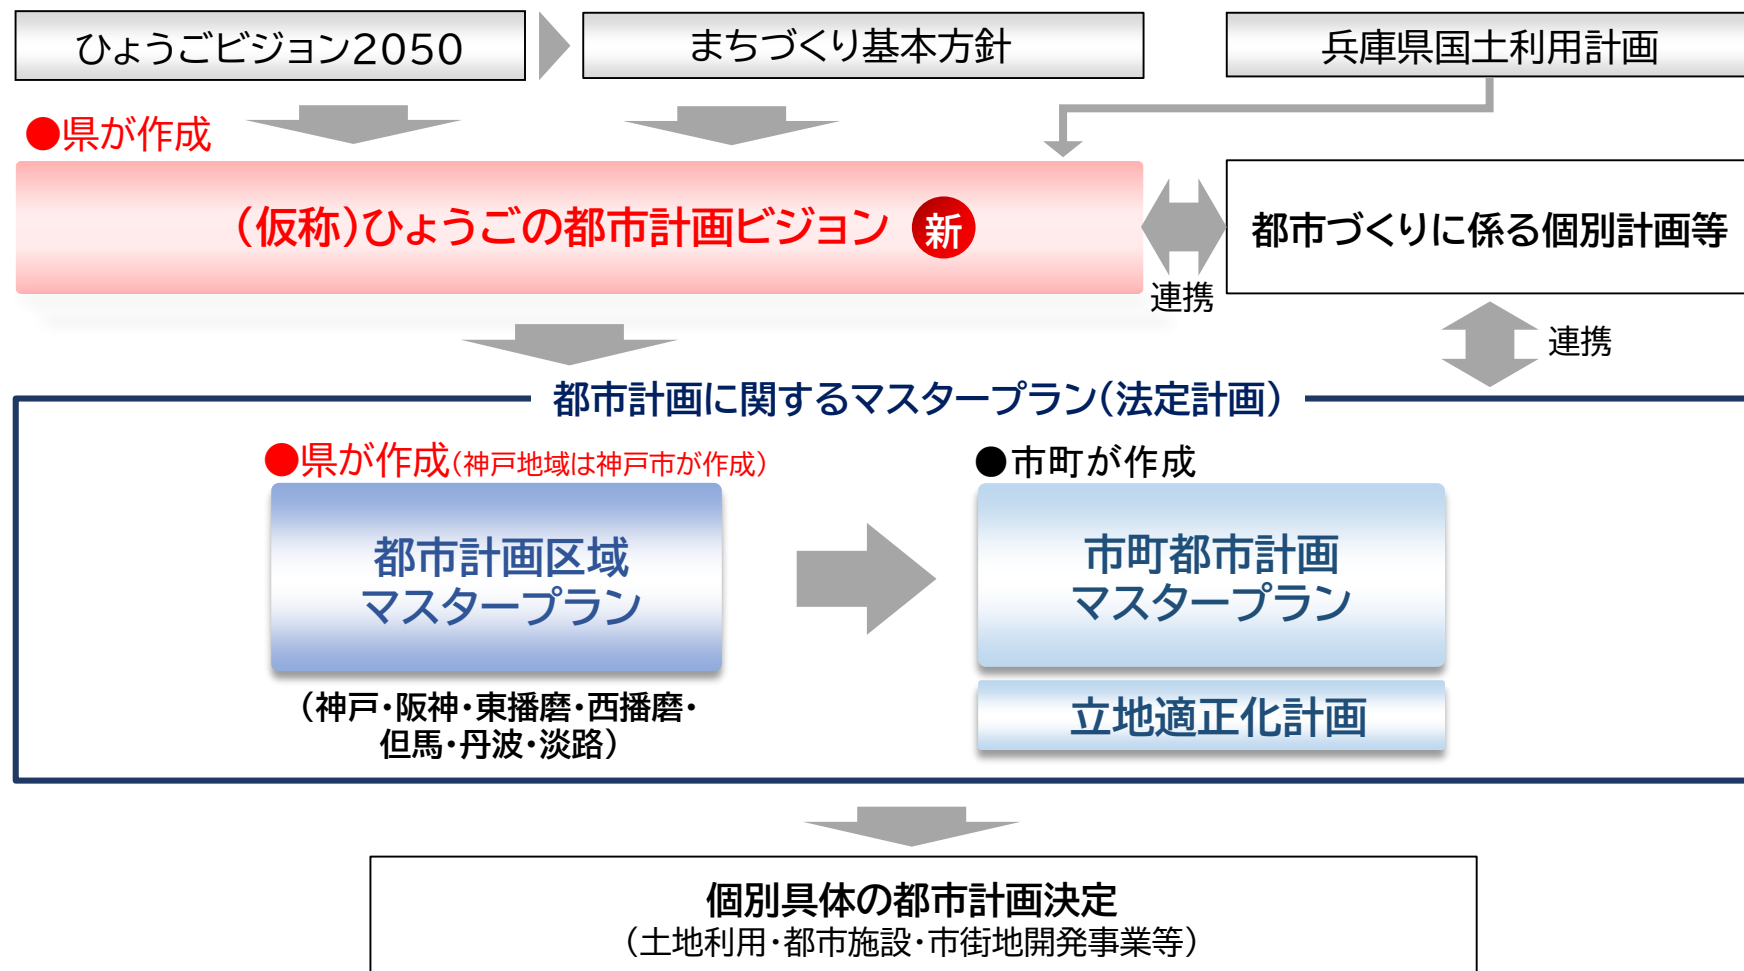 ひょうごビジョン2050
まちづくり基本方針
兵庫県国土利用計画
●県が作成
(仮称)ひょうごの都市計画ビジョン 新
都市づくりに係る個別計画等
連携
連携
都市計画に関するマスタープラン(法定計画)
●県が作成(神戸地域は神戸市が作成)
●市町が作成
都市計画区域
マスタープラン
市町都市計画
マスタープラン
(神戸・阪神・東播磨・西播磨・
但馬・丹波・淡路)
立地適正化計画
個別具体の都市計画決定
(土地利用・都市施設・市街地開発事業等)